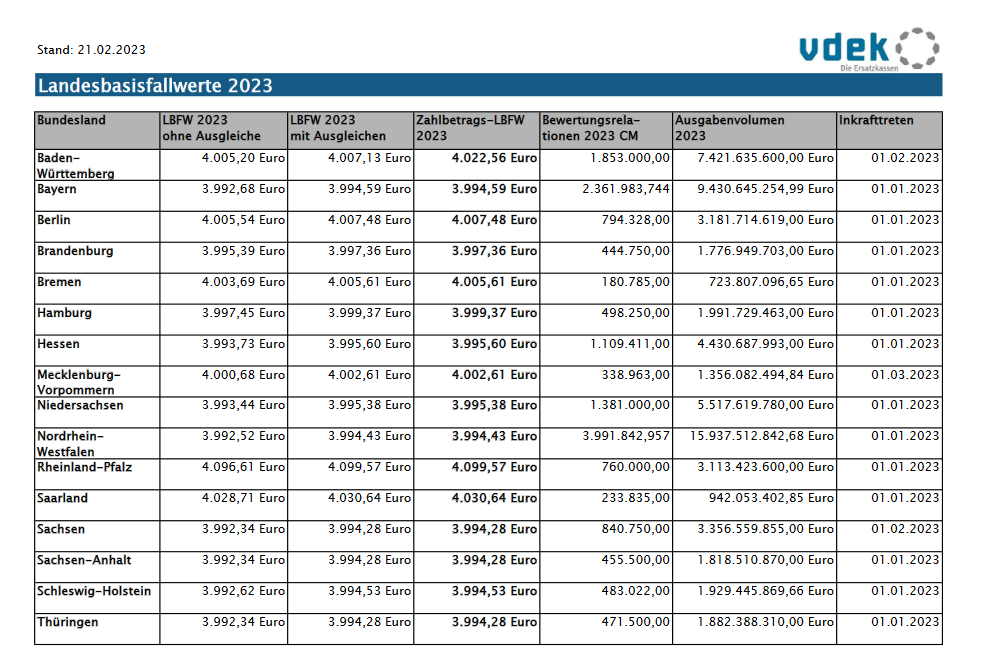 Stand: 21.02.2023
vdek
Die Ersatzkassen
Landesbasisfallwerte 2023
Bundesland LBFW 2023 ohne Ausgleiche LBFW 2023 mit Ausgleichen Zahlbetrags-LBFW 2023 Bewertungsrela-tionen 2023 CM Ausgabenvolumen 2023 Inkrafttreten
Baden-Württemberg 4.005,20 Euro 4.007,13 Euro 4.022,56 Euro 1.853.000,00 7.421.635.600,00 Euro 01.02.2023
Bayern 3.992,68 Euro 3.994,59 Euro 3.994,59 Euro 2.361.983,744 9.430.645.254,99 Euro 01.01.2023
Berlin 4.005,54 Euro 4.007,48 Euro 4.007,48 Euro 794.328,00 3.181.714.619,00 Euro 01.01.2023
Brandenburg 3.995,39 Euro 3.997,36 Euro 3.997,36 Euro 444.750,00 1.776.949.703,00 Euro 01.01.2023
Bremen 4.003,69 Euro 4.005,61 Euro 4.005,61 Euro 180.785,00 723.807.096,65 Euro 01.01.2023
Hamburg 3.997,45 Euro 3.999,37 Euro 3.999,37 Euro 498.250,00 1.991.729.463,00 Euro 01.01.2023
Hessen 3.993,73 Euro 3.995,60 Euro 3.995,60 Euro 1.109.411,00 4.430.687.993,00 Euro 01.01.2023
Mecklenburg-Vorpommern 4.000,68 Euro 4.002,61 Euro 4.002,61 Euro 338.963,00 1.356.082.494,84 Euro 01.03.2023
Niedersachsen 3.993,44 Euro 3.995,38 Euro 3.995,38 Euro 1.381.000,00 5.517.619.780,00 Euro 01.01.2023
Nordrhein-Westfalen 3.992,52 Euro 3.994,43 Euro 3.994,43 Euro 3.991.842,957 15.937.512.842,68 Euro 01.01.2023
Rheinland-Pfalz 4.096,61 Euro 4.099,57 Euro 4.099,57 Euro 760.000,00 3.113.423.600,00 Euro 01.01.2023
Saarland 4.028,71 Euro 4.030,64 Euro 4.030,64 Euro 233.835,00 942.053.402,85 Euro 01.01.2023
Sachsen 3.992,34 Euro 3.994,28 Euro 3.994,28 Euro 840.750,00 3.356.559.855,00 Euro 01.02.2023
Sachsen-Anhalt 3.992,34 Euro 3.994,28 Euro 3.994,28 Euro 455.500,00 1.818.510.870,00 Euro 01.01.2023
Schleswig-Holstein 3.992,62 Euro 3.994,53 Euro 3.994,53 Euro 483.022,00 1.929.445.869,66 Euro 01.01.2023
Thüringen 3.992,34 Euro 3.994,28 Euro 3.994,28 Euro 471.500,00 1.882.388.310,00 Euro 01.01.2023